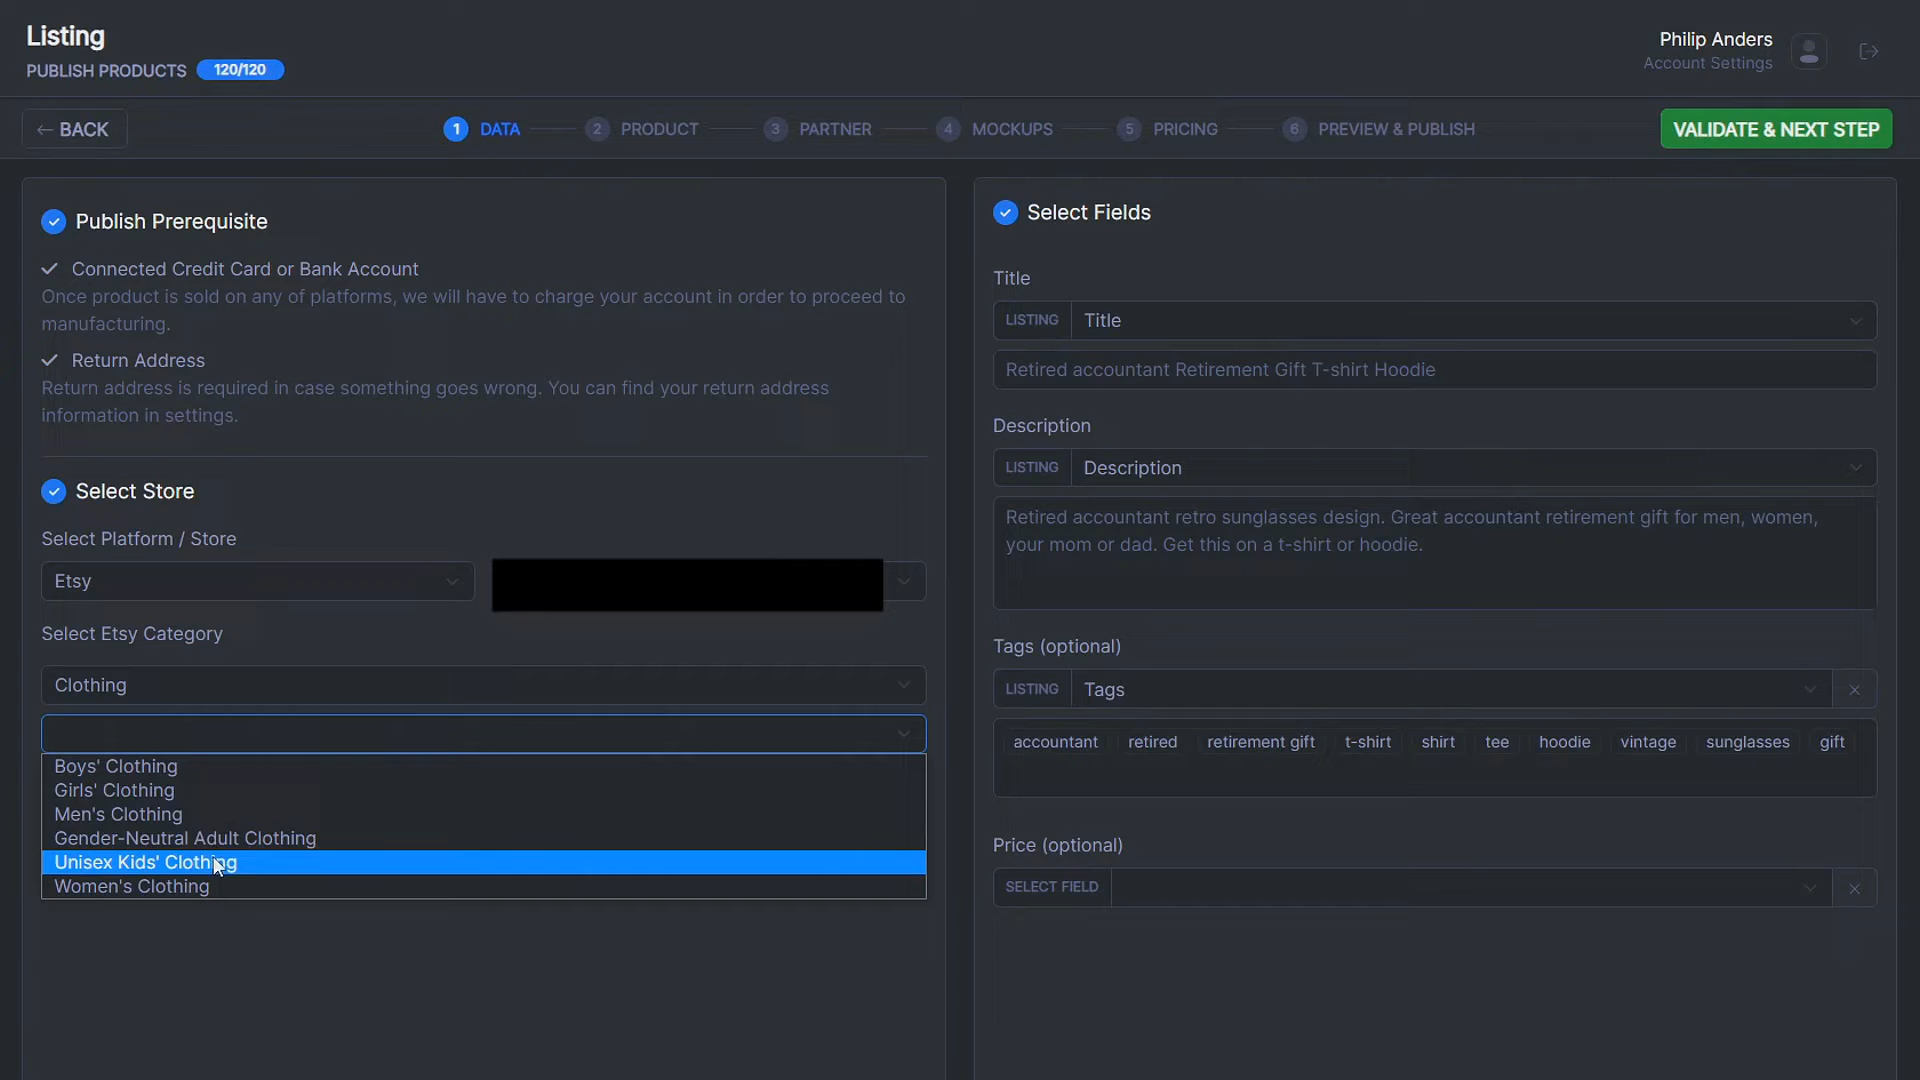 Listing
PUBLISH PRODUCTS 120/120
Philip Anders
Account Settings
← BACK
1 DATA
2 PRODUCT
3 PARTNER
4 MOCKUPS
5 PRICING
6 PREVIEW & PUBLISH
VALIDATE & NEXT STEP
Publish Prerequisite
Connected Credit Card or Bank Account
Once product is sold on any of platforms, we will have to charge your account in order to proceed to
manufacturing.
Return Address
Return address is required in case something goes wrong. You can find your return address
information in settings.
Select Store
Select Platform / Store
Etsy
Select Etsy Category
Clothing
Boys' Clothing
Girls' Clothing
Men's Clothing
Gender-Neutral Adult Clothing
Unisex Kids' Clothing
Women's Clothing
Select Fields
Title
LISTING Title
Retired accountant Retirement Gift T-shirt Hoodie
Description
LISTING Description
Retired accountant retro sunglasses design. Great accountant retirement gift for men, women,
your mom or dad. Get this on a t-shirt or hoodie.
Tags (optional)
LISTING Tags
accountant retired retirement gift t-shirt shirt tee hoodie vintage sunglasses gift
Price (optional)
SELECT FIELD